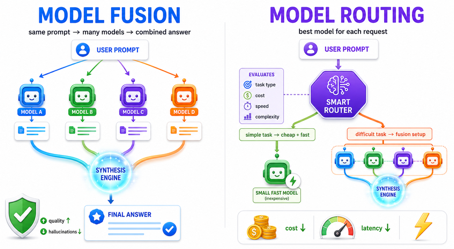 MODEL FUSION
same prompt → many models → combined answer
USER PROMPT
MODEL A
MODEL B
MODEL C
MODEL D
SYNTHESIS
ENGINE
quality ↑
hallucinations ↓
FINAL ANSWER
MODEL ROUTING
best model for each request
USER PROMPT
EVALUATES
task type
cost
speed
complexity
SMART
ROUTER
simple task → cheap + fast
difficult task → fusion setup
SMALL FAST MODEL
(inexpensive)
SYNTHESIS
ENGINE
cost ↓
latency ↓